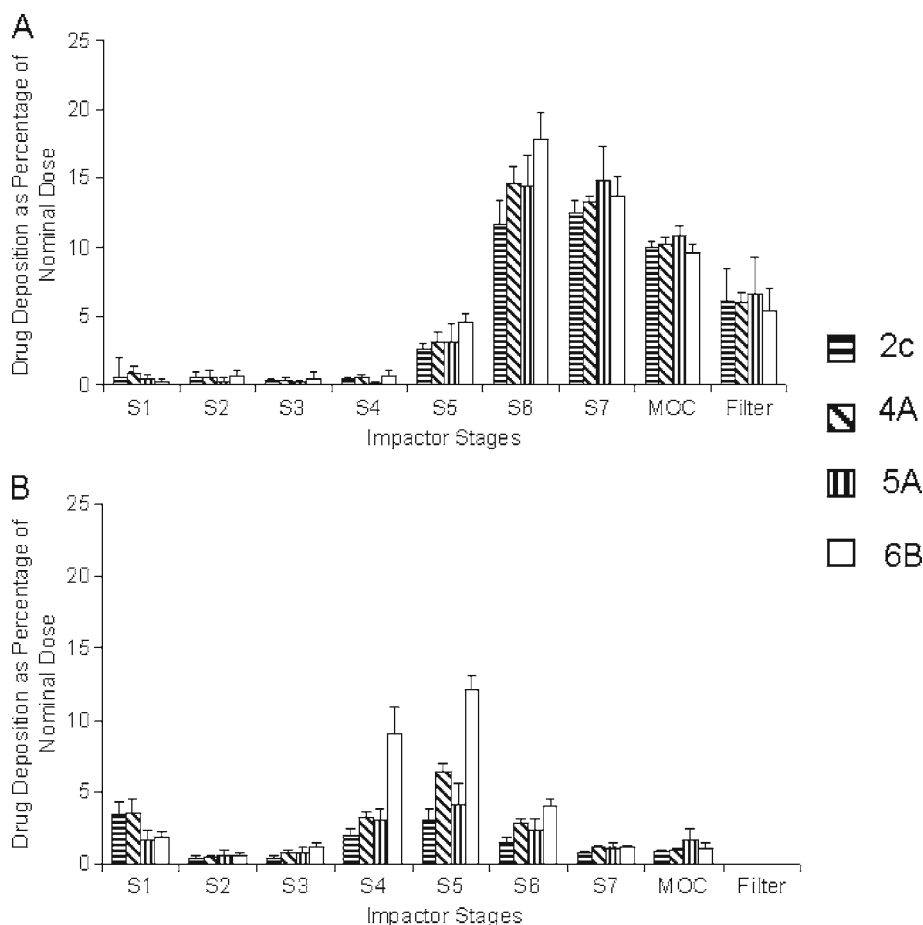 A
Drug Deposition as Percentage of
Nominal Dose
25
20
15
10
5
0
S1 S2 S3 S4 S5 S6 S7 MOC Filter
Impactor Stages
B
Drug Deposition as Percentage of
Nominal Dose
25
20
15
10
5
0
S1 S2 S3 S4 S5 S6 S7 MOC Filter
Impactor Stages
2c
4A
5A
6B